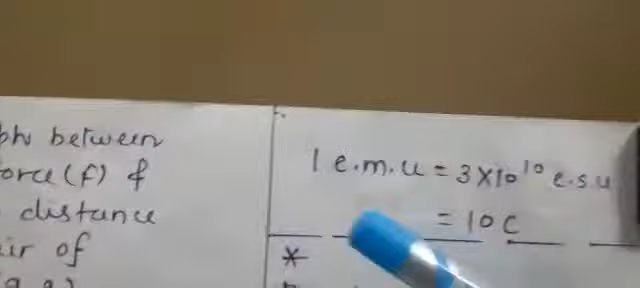 between
orce(F) &
distance
ir of
1 e.m.u = 3×10¹⁰ e.s.u
= 10 C
*